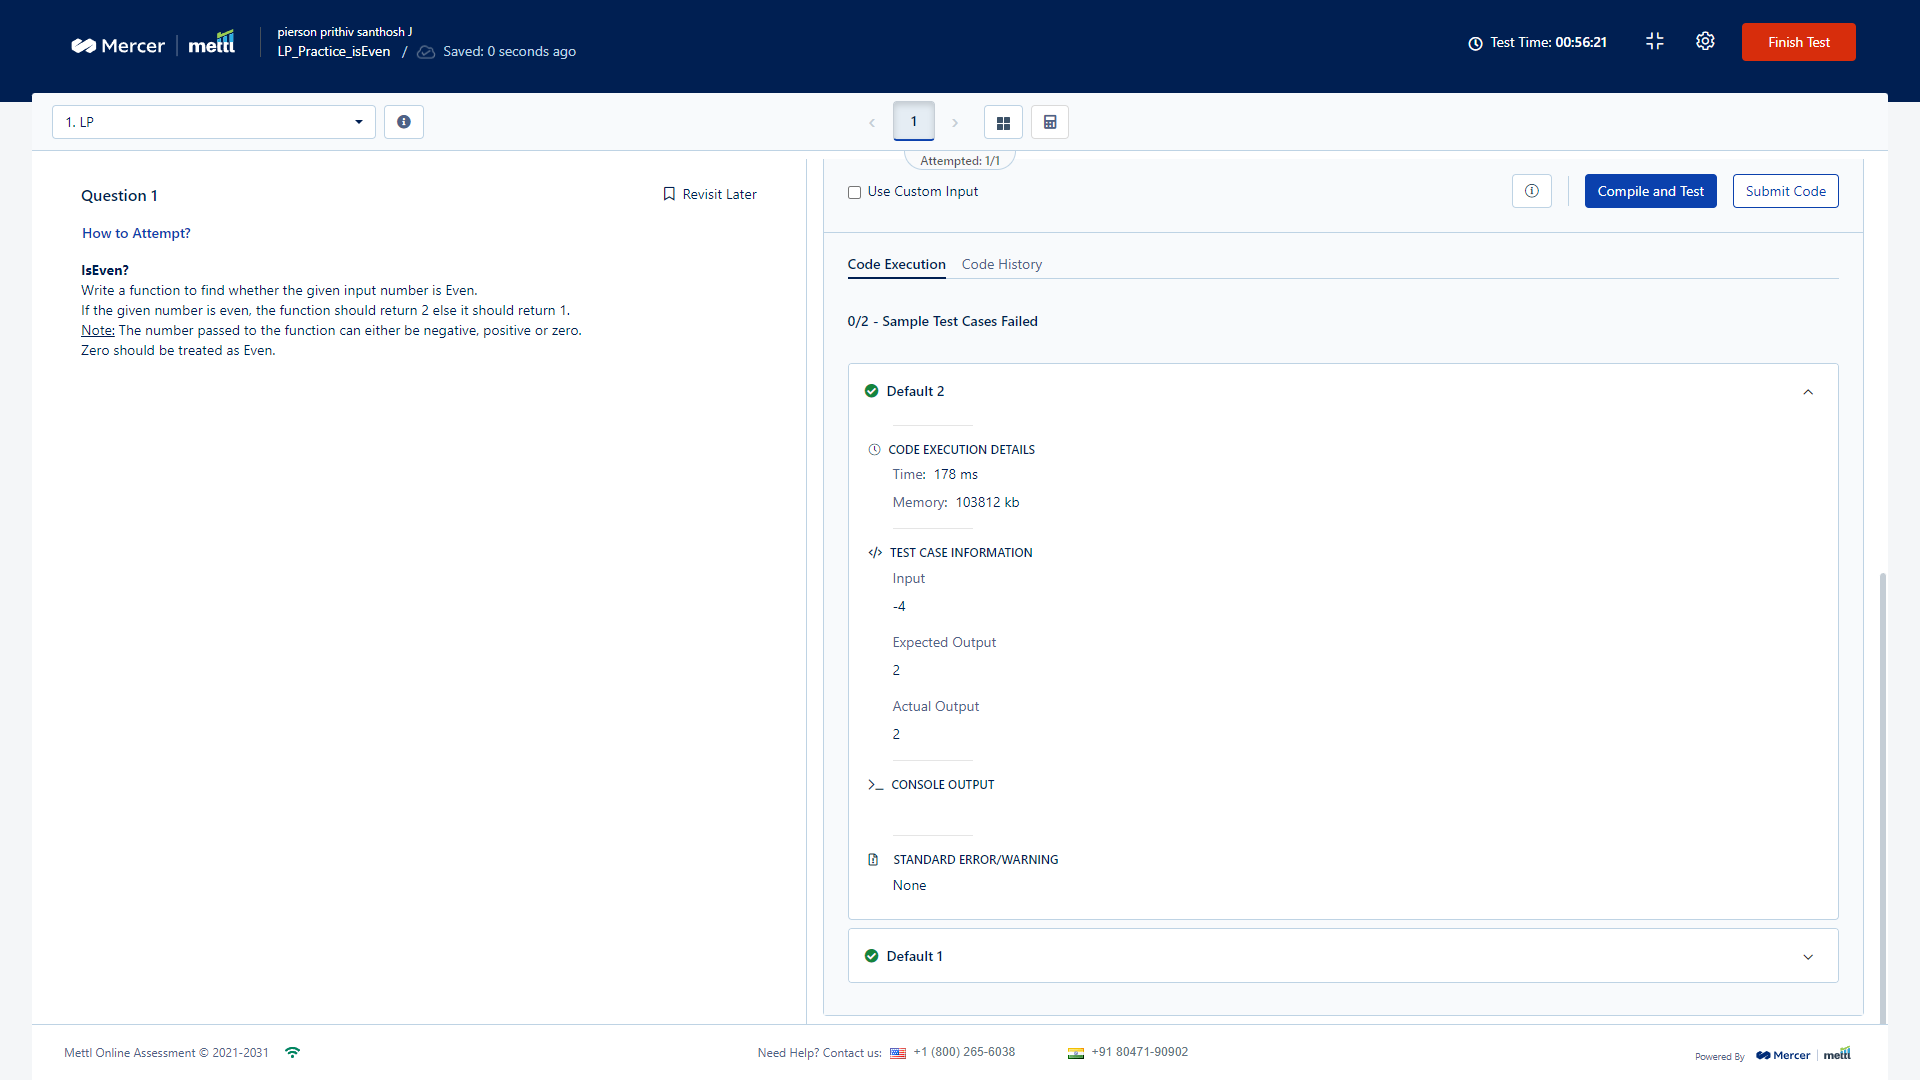 Mercer | mettl
pierson prithiv santhosh J
LP_Practice_isEven / Saved: 0 seconds ago
Test Time: 00:56:21
Finish Test
1. LP
1
Attempted: 1/1
Question 1
Revisit Later
How to Attempt?
IsEven?
Write a function to find whether the given input number is Even.
If the given number is even, the function should return 2 else it should return 1.
Note: The number passed to the function can either be negative, positive or zero.
Zero should be treated as Even.
Use Custom Input
Compile and Test
Submit Code
Code Execution
Code History
0/2 - Sample Test Cases Failed
Default 2
CODE EXECUTION DETAILS
Time: 178 ms
Memory: 103812 kb
</> TEST CASE INFORMATION
Input
-4
Expected Output
2
Actual Output
2
>_ CONSOLE OUTPUT
STANDARD ERROR/WARNING
None
Default 1
Mettl Online Assessment © 2021-2031
Need Help? Contact us: +1 (800) 265-6038
+91 80471-90902
Powered By Mercer | mettl